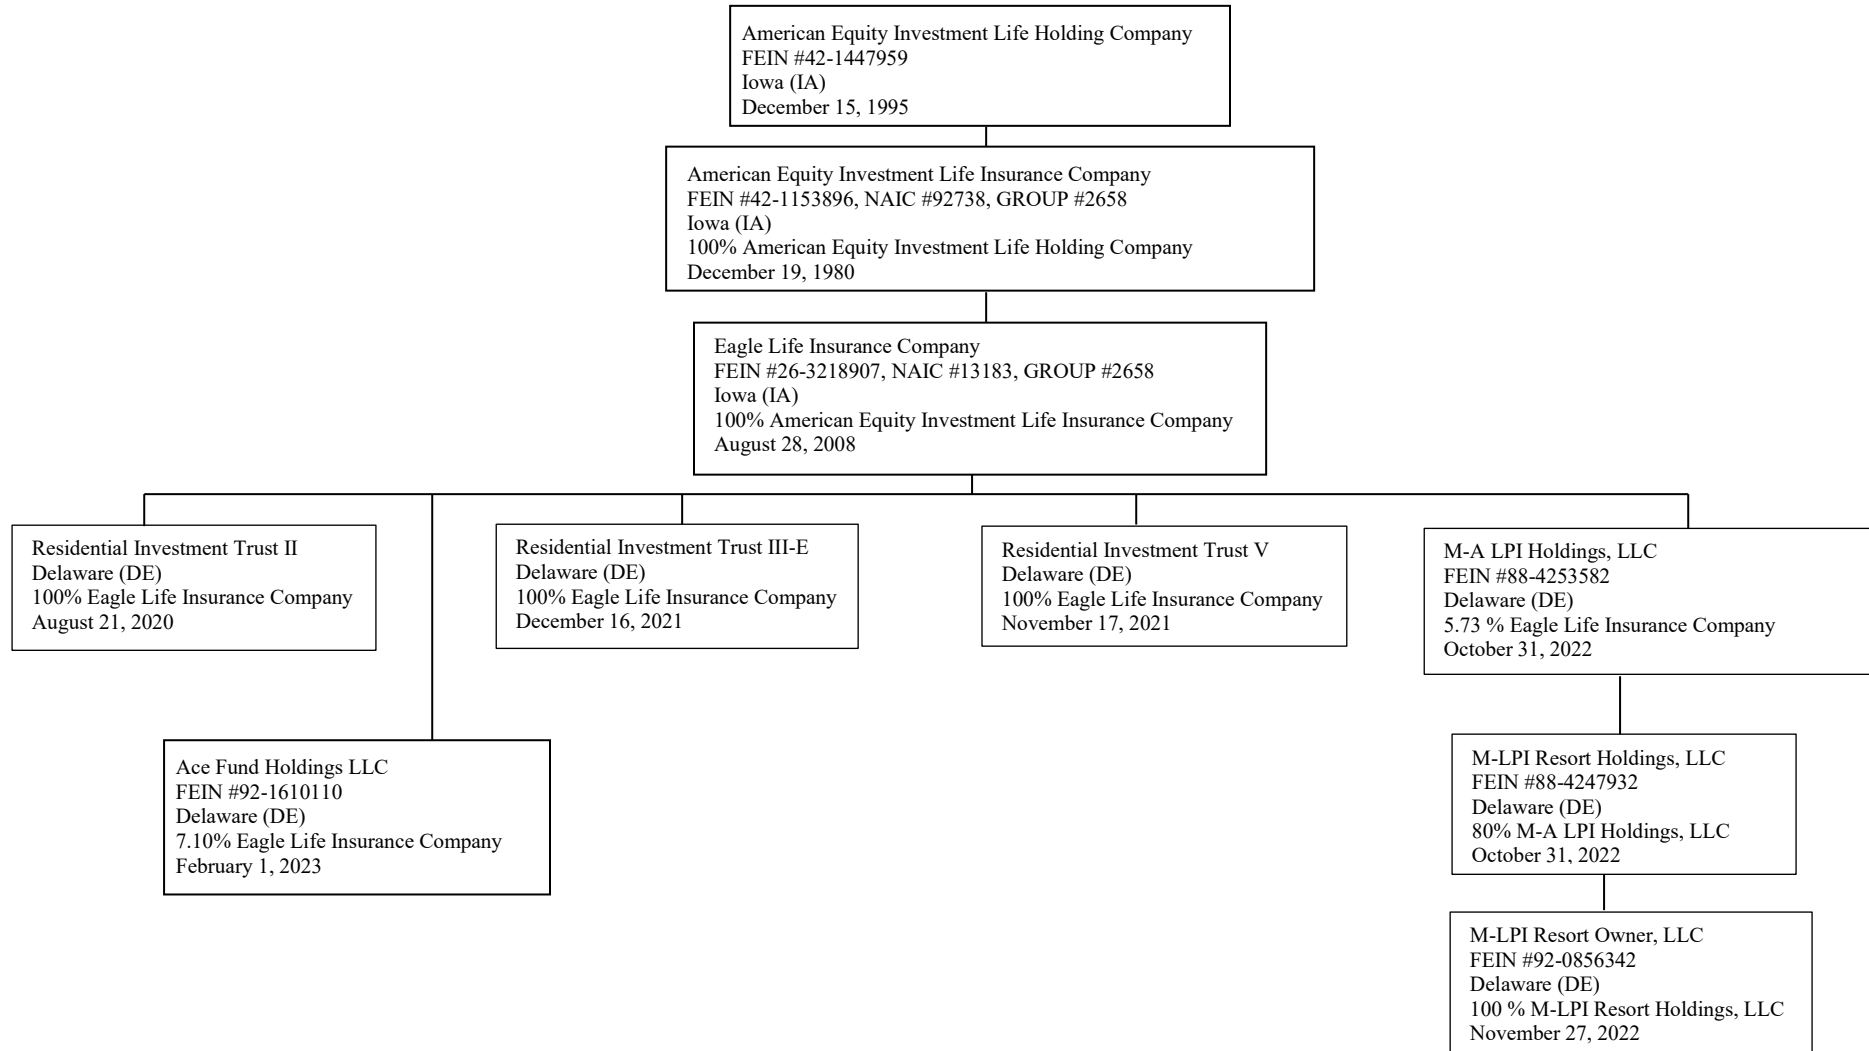 American Equity Investment Life Holding Company
FEIN #42-1447959
Iowa (IA)
December 15, 1995
American Equity Investment Life Insurance Company
FEIN #42-1153896, NAIC #92738, GROUP #2658
Iowa (IA)
100% American Equity Investment Life Holding Company
December 19, 1980
Eagle Life Insurance Company
FEIN #26-3218907, NAIC #13183, GROUP #2658
Iowa (IA)
100% American Equity Investment Life Insurance Company
August 28, 2008
Residential Investment Trust II
Delaware (DE)
100% Eagle Life Insurance Company
August 21, 2020
Residential Investment Trust III-E
Delaware (DE)
100% Eagle Life Insurance Company
December 16, 2021
Residential Investment Trust V
Delaware (DE)
100% Eagle Life Insurance Company
November 17, 2021
M-A LPI Holdings, LLC
FEIN #88-4253582
Delaware (DE)
5.73 % Eagle Life Insurance Company
October 31, 2022
Ace Fund Holdings LLC
FEIN #92-1610110
Delaware (DE)
7.10% Eagle Life Insurance Company
February 1, 2023
M-LPI Resort Holdings, LLC
FEIN #88-4247932
Delaware (DE)
80% M-A LPI Holdings, LLC
October 31, 2022
M-LPI Resort Owner, LLC
FEIN #92-0856342
Delaware (DE)
100 % M-LPI Resort Holdings, LLC
November 27, 2022